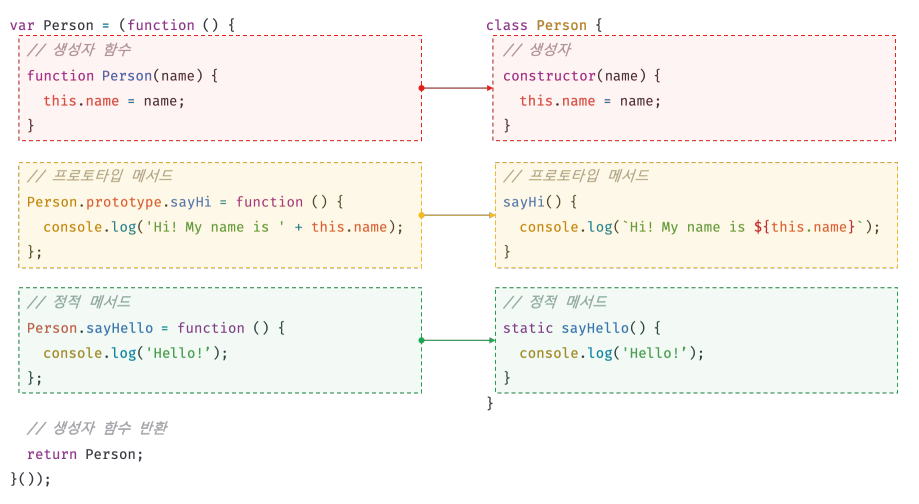 var Person = (function () {
// 생성자 함수
function Person(name) {
this.name = name;
}
// 프로토타입 메서드
Person.prototype.sayHi = function () {
console.log('Hi! My name is ' + this.name);
};
// 정적 메서드
Person.sayHello = function () {
console.log('Hello!’);
};
// 생성자 함수 반환
return Person;
}());
class Person {
// 생성자
constructor(name) {
this.name = name;
}
// 프로토타입 메서드
sayHi() {
console.log(`Hi! My name is ${this.name}`);
}
// 정적 메서드
static sayHello() {
console.log('Hello!’);
}
}